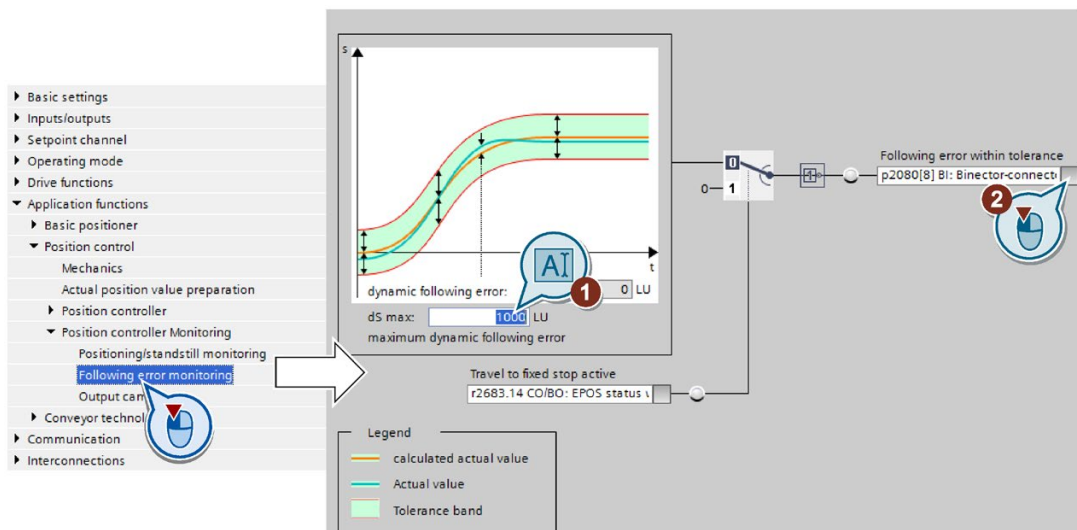 Basic settings
Inputs/outputs
Setpoint channel
Operating mode
Drive functions
Application functions
Basic positioner
Position control
Mechanics
Actual position value preparation
Position controller
Position controller Monitoring
Positioning/standstill monitoring
Following error monitoring
Output cam
Conveyor technol
Communication
Interconnections
s
t
dynamic following error:
0 LU
A
1
dS max:
1000 LU
maximum dynamic following error
Travel to fixed stop active
r2683.14 CO/BO: EPOS status v
0
0
1
1
Following error within tolerance
p2080[8] BI: Binector-connect
2
Legend
calculated actual value
Actual value
Tolerance band